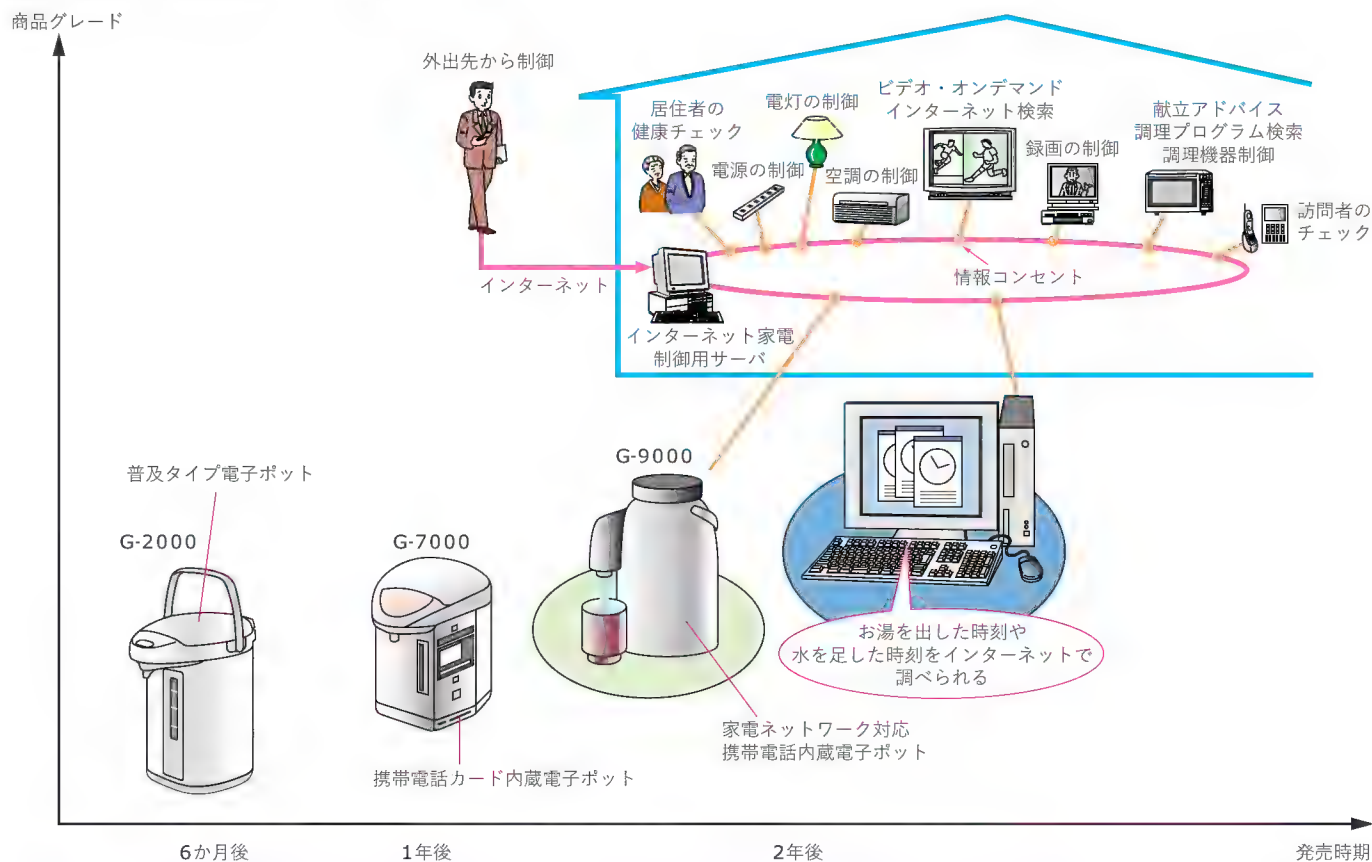 商品グレード
外出先から制御
居住者の
健康チェック
電源の制御
電灯の制御
空調の制御
ビデオ・オンデマンド
インターネット検索
録画の制御
献立アドバイス
調理プログラム検索
調理機器制御
訪問者の
チェック
インターネット
情報コンセント
インターネット家電
制御用サーバ
普及タイプ電子ポット
G-2000
G-7000
G-9000
お湯を出した時刻や
水を足した時刻をインターネットで
調べられる
家電ネットワーク対応
携帯電話内蔵電子ポット
携帯電話カード内蔵電子ポット
6か月後
1年後
2年後
発売時期